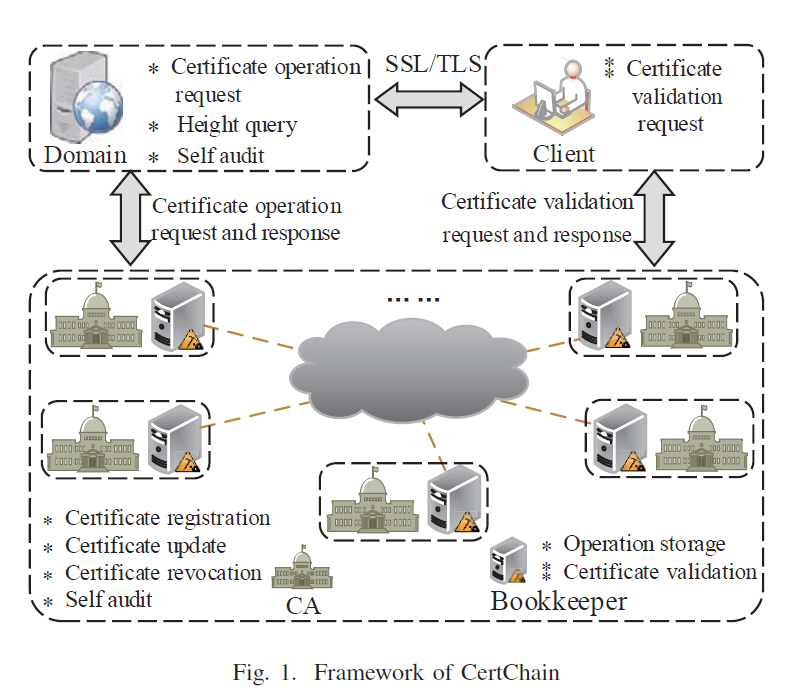 SSL/TLS
* Certificate operation
request
* Height query
* Self audit
Domain
⁑ Certificate
validation
request
Client
Certificate operation
request and response
Certificate validation
request and response
... ...
* Certificate registration
* Certificate update
* Certificate revocation
* Self audit
CA
* Operation storage
⁑ Certificate validation
Bookkeeper
Fig. 1. Framework of CertChain